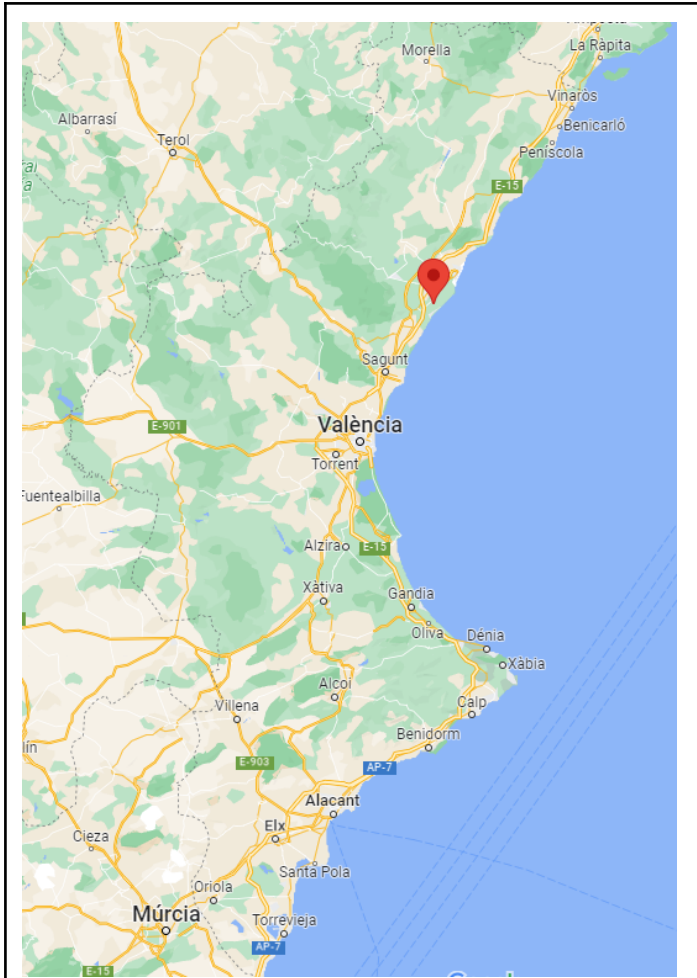 Morella
La Ràpita
Vinaròs
Albarrasí
Benicarló
Terol
Peníscola
E-15
Sagunt
València
E-901
Torrent
Fuentealbilla
Alzira
E-15
Xàtiva
Gandia
Oliva
Dénia
Xàbia
Alcoi
Villena
Calp
Benidorm
E-903
AP-7
Alacant
Elx
Cieza
Santa Pola
Oriola
Múrcia
Torrevieja
AP-7
E-15